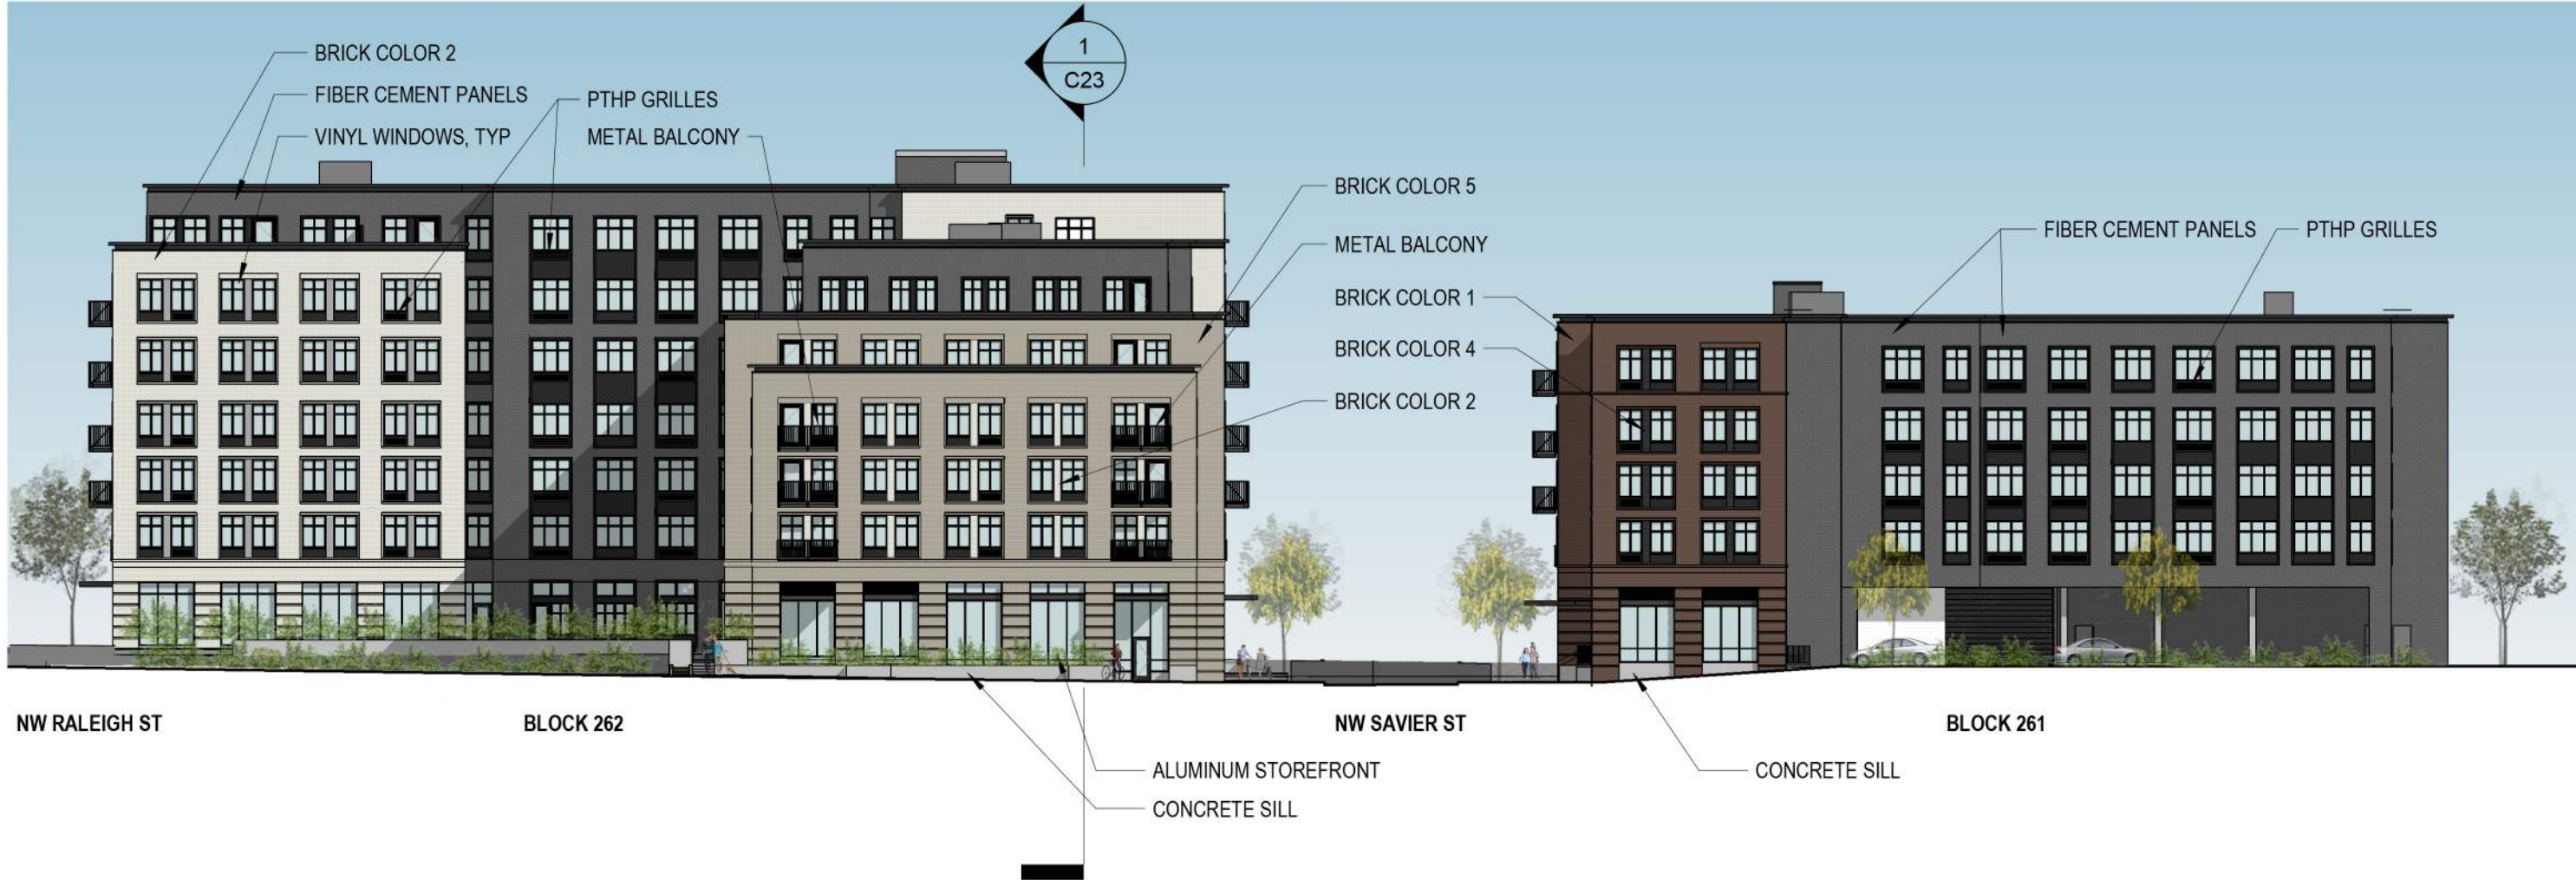 1
C23
BRICK COLOR 2
FIBER CEMENT PANELS
VINYL WINDOWS, TYP
PTHP GRILLES
METAL BALCONY
BRICK COLOR 5
METAL BALCONY
BRICK COLOR 1
BRICK COLOR 4
BRICK COLOR 2
FIBER CEMENT PANELS
PTHP GRILLES
NW RALEIGH ST
BLOCK 262
NW SAVIER ST
BLOCK 261
ALUMINUM STOREFRONT
CONCRETE SILL
CONCRETE SILL